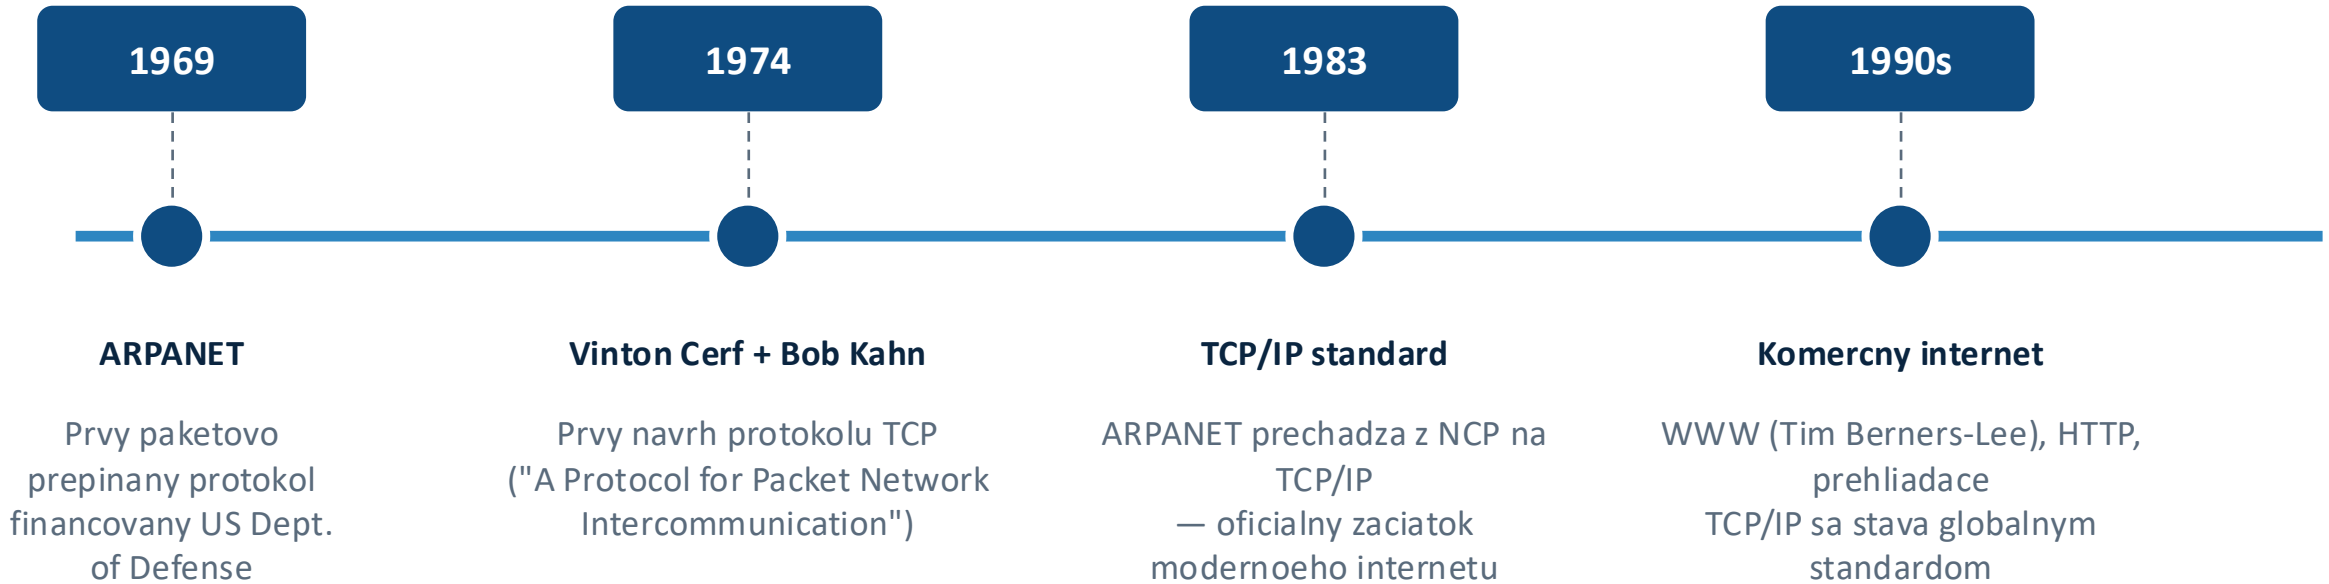 1969
1974
1983
1990s
ARPANET
Vinton Cerf + Bob Kahn
TCP/IP standard
Komercny internet
Prvy paketovo
prepinany protokol
financovany US Dept.
of Defense
Prvy navrh protokolu TCP
("A Protocol for Packet Network
Intercommunication")
ARPANET prechadza z NCP na
TCP/IP
— oficialny zaciatok
modernoeho internetu
WWW (Tim Berners-Lee), HTTP,
prehliadace
TCP/IP sa stava globalnym
standardom